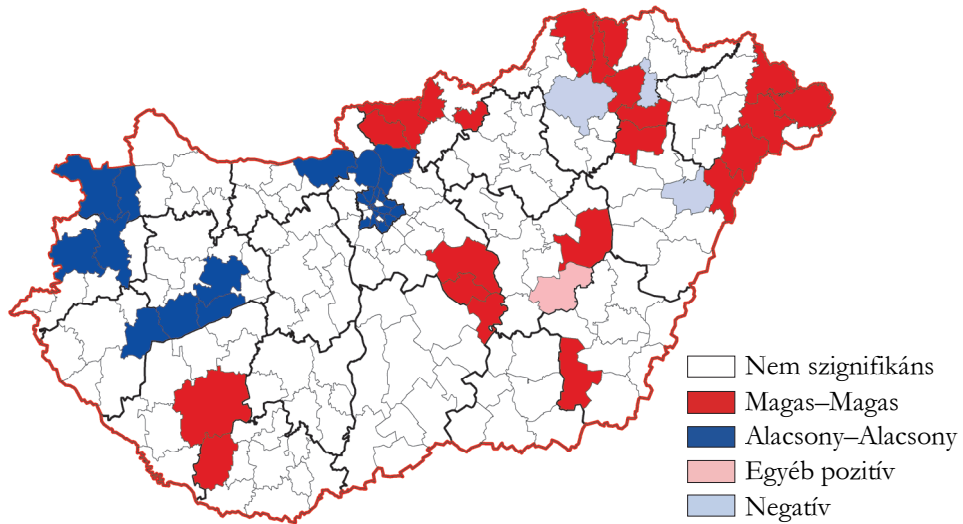 Nem szignifikáns
Magas–Magas
Alacsony–Alacsony
Egyéb pozitív
Negatív